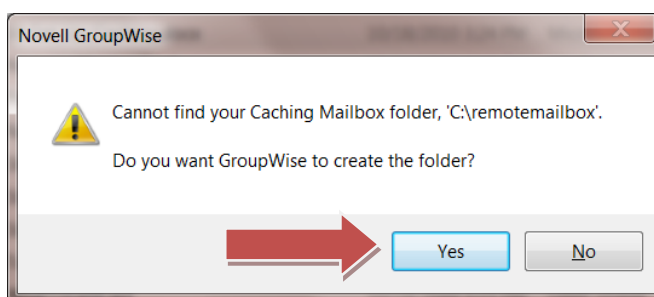 Novell GroupWise
Cannot find your Caching Mailbox folder, 'C:\remotemailbox'.
Do you want GroupWise to create the folder?
Yes
No